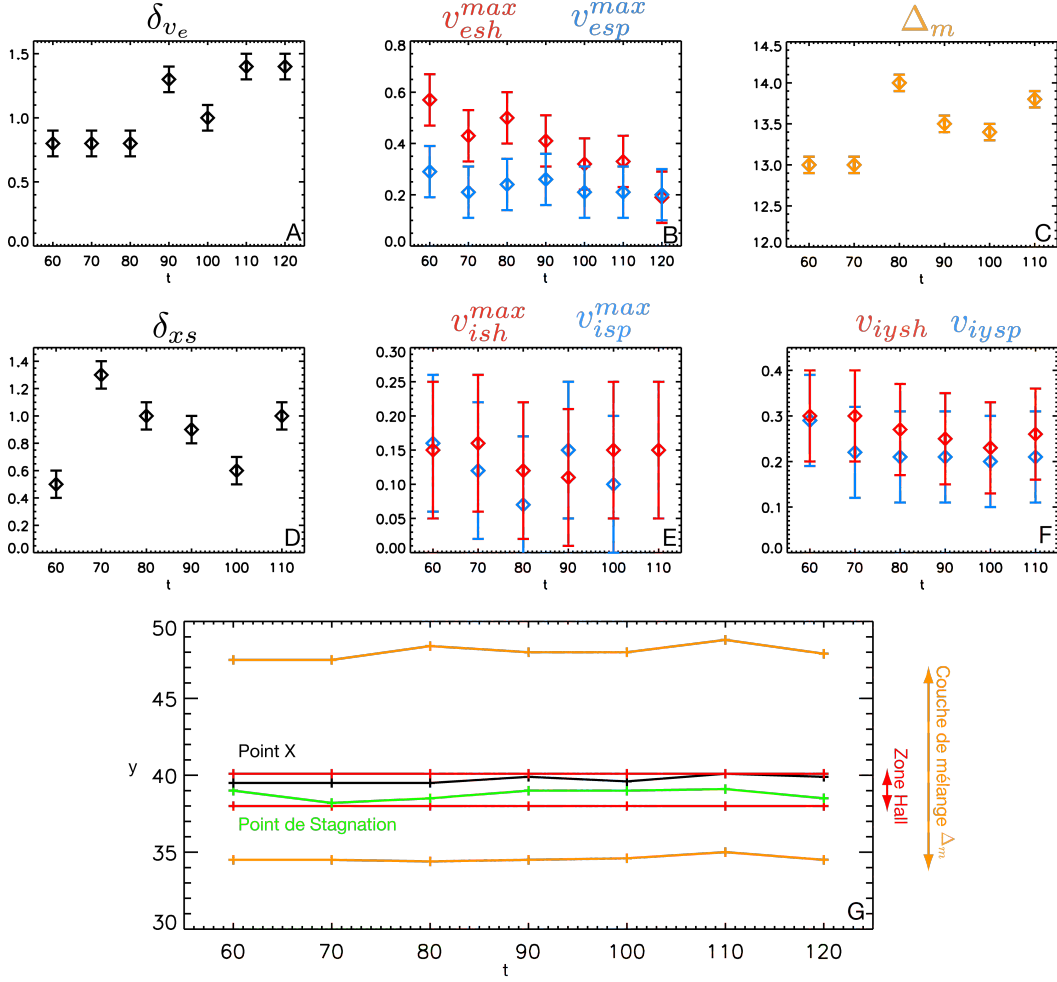 δ_{v_e}
1.5
1.0
0.5
0.0
A
60 70 80 90 100 110 120
t
v_{esh}^{max} v_{esp}^{max}
0.8
0.6
0.4
0.2
0.0
B
60 70 80 90 100 110 120
t
Δ_m
14.5
14.0
13.5
13.0
12.5
12.0
C
60 70 80 90 100 110
t
δ_{xs}
1.4
1.2
1.0
0.8
0.6
0.4
0.2
0.0
D
60 70 80 90 100 110
t
v_{ish}^{max} v_{isp}^{max}
0.30
0.25
0.20
0.15
0.10
0.05
0.00
E
60 70 80 90 100 110
t
v_{iysh} v_{iysp}
0.4
0.3
0.2
0.1
0.0
F
60 70 80 90 100 110
t
50
45
40
35
30
y
Point X
Point de Stagnation
G
60 70 80 90 100 110 120
t
Zone Hall
Couche de mélange Δ_m